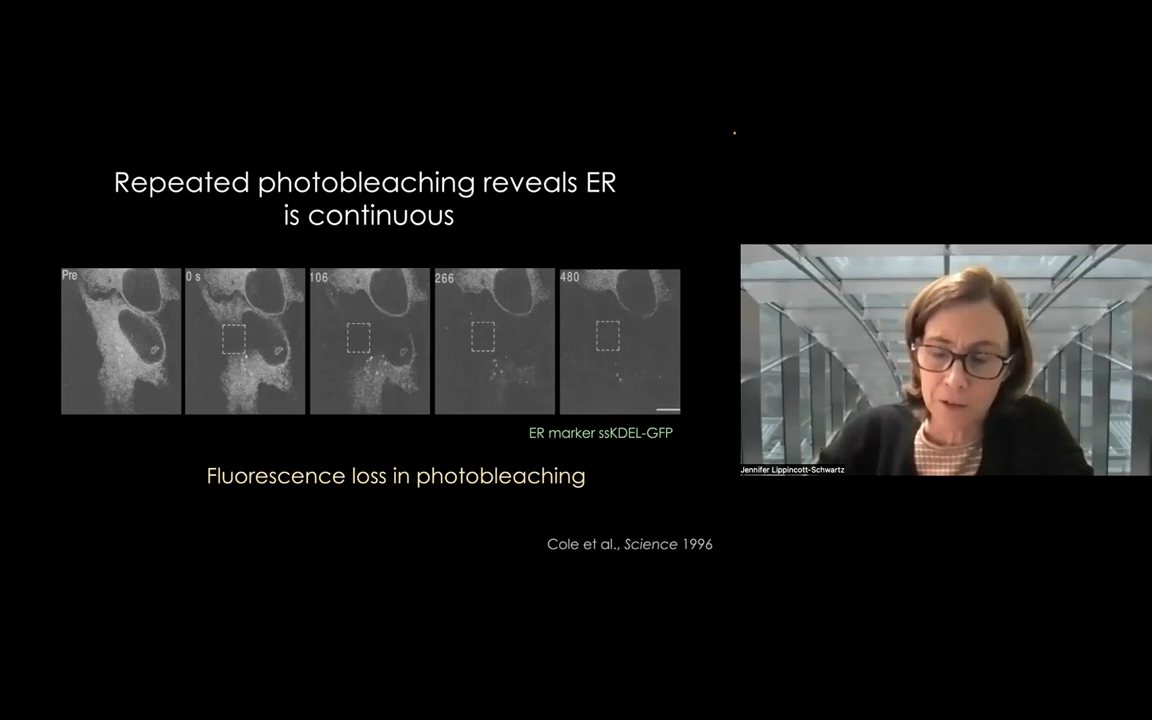 Repeated photobleaching reveals ER
is continuous
Pre
0 s
106
266
480
ER marker ssKDEL-GFP
Fluorescence loss in photobleaching
Cole et al., Science 1996
Jennifer Lippincott-Schwartz